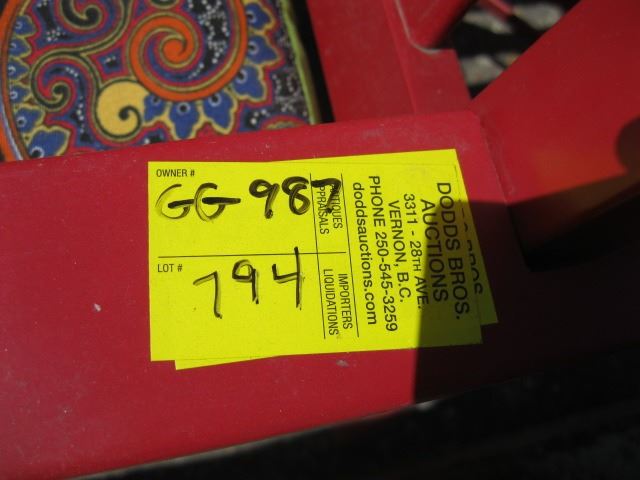 OWNER #
GG 987
LOT #
794
ANTIQUES
APPRAISALS
IMPORTERS
LIQUIDATIONS
DODDS BROS.
AUCTIONS
3311 - 28TH AVE.
VERNON, B.C.
PHONE 250-545-3259
doddsauctions.com
BROS.